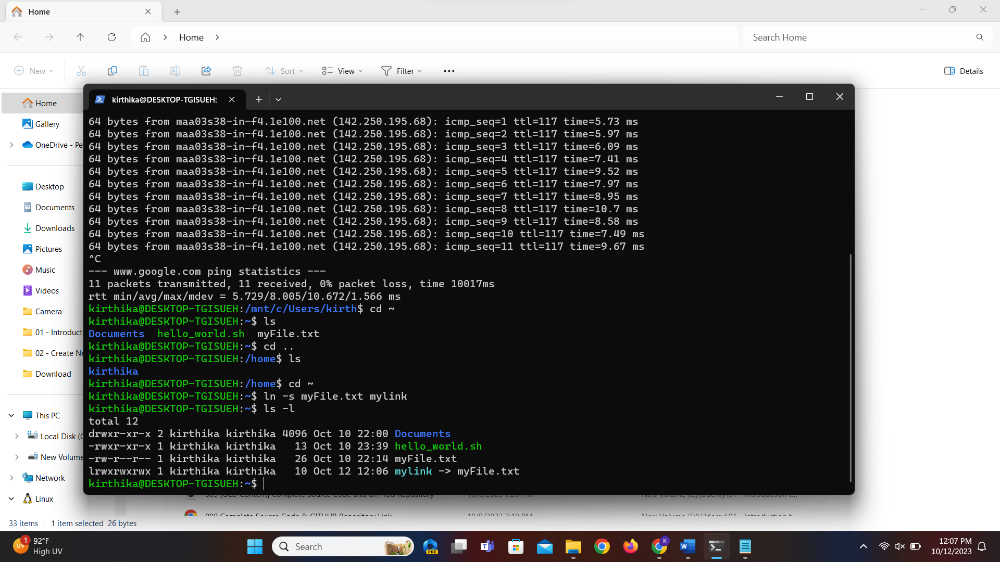 Home
Home
Search Home
New
Sort
View
Filter
Details
Home
Gallery
OneDrive - Pe
Desktop
Documents
Downloads
Pictures
Music
Videos
Camera
01 - Introducti
02 - Create Ne
Download
This PC
Local Disk (C
New Volume
Network
Linux
kirthika@DESKTOP-TGISUEH:
64 bytes from maa03s38-in-f4.1e100.net (142.250.195.68): icmp_seq=1 ttl=117 time=5.73 ms
64 bytes from maa03s38-in-f4.1e100.net (142.250.195.68): icmp_seq=2 ttl=117 time=5.97 ms
64 bytes from maa03s38-in-f4.1e100.net (142.250.195.68): icmp_seq=3 ttl=117 time=6.09 ms
64 bytes from maa03s38-in-f4.1e100.net (142.250.195.68): icmp_seq=4 ttl=117 time=7.41 ms
64 bytes from maa03s38-in-f4.1e100.net (142.250.195.68): icmp_seq=5 ttl=117 time=9.52 ms
64 bytes from maa03s38-in-f4.1e100.net (142.250.195.68): icmp_seq=6 ttl=117 time=7.97 ms
64 bytes from maa03s38-in-f4.1e100.net (142.250.195.68): icmp_seq=7 ttl=117 time=8.95 ms
64 bytes from maa03s38-in-f4.1e100.net (142.250.195.68): icmp_seq=8 ttl=117 time=10.7 ms
64 bytes from maa03s38-in-f4.1e100.net (142.250.195.68): icmp_seq=9 ttl=117 time=8.58 ms
64 bytes from maa03s38-in-f4.1e100.net (142.250.195.68): icmp_seq=10 ttl=117 time=7.49 ms
64 bytes from maa03s38-in-f4.1e100.net (142.250.195.68): icmp_seq=11 ttl=117 time=9.67 ms
^C
--- www.google.com ping statistics ---
11 packets transmitted, 11 received, 0% packet loss, time 10017ms
rtt min/avg/max/mdev = 5.729/8.005/10.672/1.566 ms
kirthika@DESKTOP-TGISUEH:/mnt/c/Users/kirth$ cd ~
kirthika@DESKTOP-TGISUEH:~$ ls
Documents  hello_world.sh  myFile.txt
kirthika@DESKTOP-TGISUEH:~$ cd ..
kirthika@DESKTOP-TGISUEH:/home$ ls
kirthika
kirthika@DESKTOP-TGISUEH:/home$ cd ~
kirthika@DESKTOP-TGISUEH:~$ ln -s myFile.txt mylink
kirthika@DESKTOP-TGISUEH:~$ ls -l
total 12
drwxr-xr-x 2 kirthika kirthika 4096 Oct 10 22:00 Documents
-rwxr-xr-x 1 kirthika kirthika   13 Oct 10 23:39 hello_world.sh
-rw-r--r-- 1 kirthika kirthika   26 Oct 10 22:14 myFile.txt
lrwxrwxrwx 1 kirthika kirthika   10 Oct 12 12:06 mylink -> myFile.txt
kirthika@DESKTOP-TGISUEH:~$
33 items 1 item selected 26 bytes
1
UV
92°F
High UV
Search
PRE
K
12:07 PM
10/12/2023